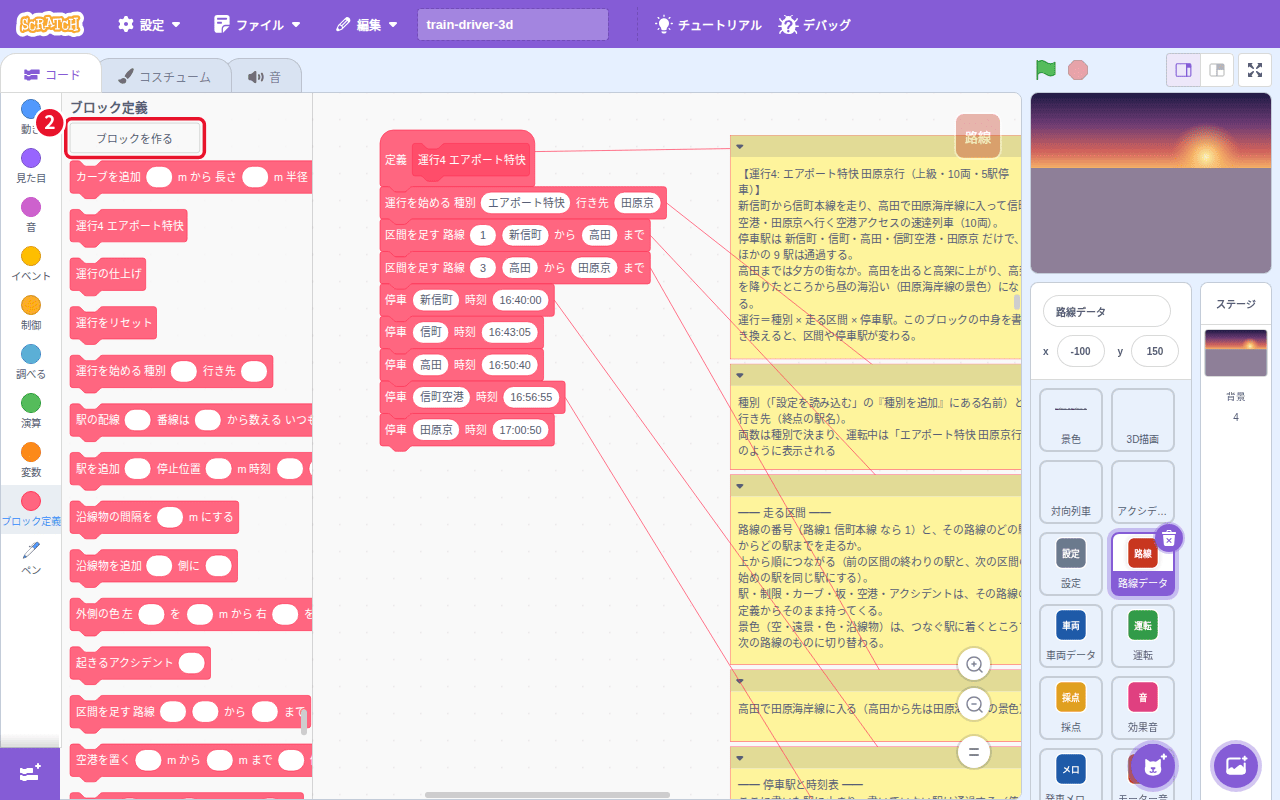 SCRATCH
設定
ファイル
編集
train-driver-3d
チュートリアル
デバッグ
コード
コスチューム
音
動き
見た目
音
イベント
制御
調べる
演算
変数
ブロック定義
ペン
ブロック定義
2
ブロックを作る
カーブを追加 m から 長さ m 半径
運行4 エアポート特快
運行の仕上げ
運行をリセット
運行を始める 種別 行き先
駅の配線 番線は から数える いつも
駅を追加 停止位置 m 時刻
沿線物の間隔を m にする
沿線物を追加 側に
外側の色 左 を m から 右 を
起きるアクシデント
区間を足す 路線 から まで
空港を置く m から m まで
定義 運行4 エアポート特快
運行を始める 種別 エアポート特快 行き先 田原京
区間を足す 路線 1 新信町 から 高田 まで
区間を足す 路線 3 高田 から 田原京 まで
停車 新信町 時刻 16:40:00
停車 信町 時刻 16:43:05
停車 高田 時刻 16:50:40
停車 信町空港 時刻 16:56:55
停車 田原京 時刻 17:00:50
路線
【運行4: エアポート特快 田原京行（上級・10両・5駅停
車）】
新信町から信町本線を走り、高田で田原海岸線に入って信町
空港・田原京へ行く空港アクセスの速達列車（10両）。
停車駅は 新信町・信町・高田・信町空港・田原京 だけで、
ほかの 9 駅は通過する。
高田までは夕方の街なか。高田を出ると高架に上がり、高架
を降りたところから昼の海沿い（田原海岸線の景色）にな
る。
運行＝種別 × 走る区間 × 停車駅。このブロックの中身を書
き換えると、区間や停車駅が変わる。
種別（「設定を読み込む」の『種別を追加』にある名前）と
行き先（終点の駅名）。
両数は種別で決まり、運転中は「エアポート特快 田原京行」
のように表示される
━━ 走る区間 ━━
路線の番号（路線1 信町本線 なら 1）と、その路線のどの駅
からどの駅までを走るか。
上から順につながる（前の区間の終わりの駅と、次の区間の
始めの駅を同じ駅にする）。
駅・制限・カーブ・坂・空港・アクシデントは、その路線の
定義からそのまま持ってくる。
景色（空・遠景・色・沿線物）は、つなぐ駅に着くところで
次の路線のものに切り替わる。
高田で田原海岸線に入る（高田から先は田原 の景色）
━━ 停車駅と時刻表 ━━
路線データ
x -100 y 150
景色
3D描画
対向列車
アクシデ...
設定
設定
路線
路線データ
車両
車両データ
運転
運転
採点
採点
音
効果音
メロ
発車メロ...
モーター音
ステージ
背景
4